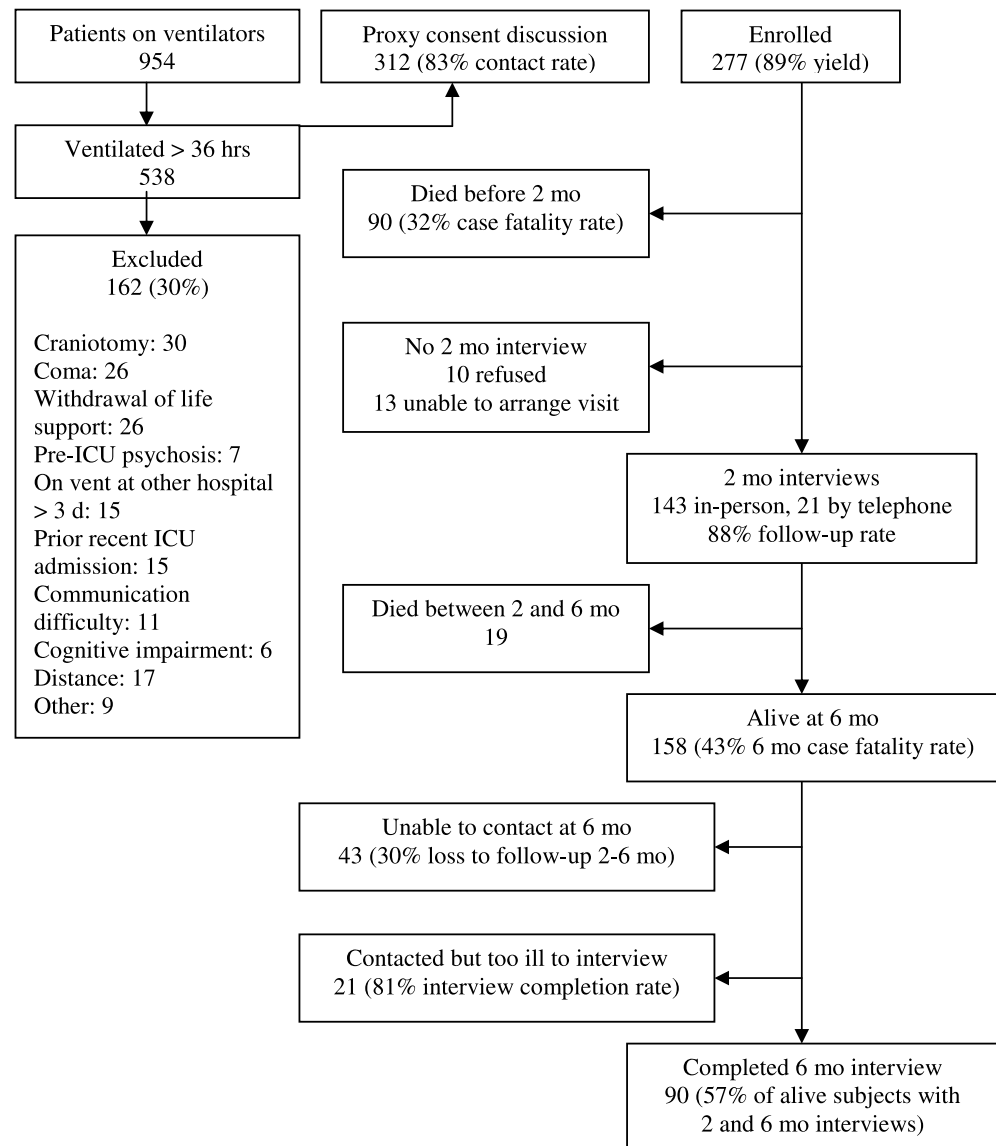 Patients on ventilators
954
Proxy consent discussion
312 (83% contact rate)
Enrolled
277 (89% yield)
Ventilated > 36 hrs
538
Died before 2 mo
90 (32% case fatality rate)
Excluded
162 (30%)
Craniotomy: 30
Coma: 26
Withdrawal of life
support: 26
Pre-ICU psychosis: 7
On vent at other hospital
> 3 d: 15
Prior recent ICU
admission: 15
Communication
difficulty: 11
Cognitive impairment: 6
Distance: 17
Other: 9
No 2 mo interview
10 refused
13 unable to arrange visit
2 mo interviews
143 in-person, 21 by telephone
88% follow-up rate
Died between 2 and 6 mo
19
Alive at 6 mo
158 (43% 6 mo case fatality rate)
Unable to contact at 6 mo
43 (30% loss to follow-up 2-6 mo)
Contacted but too ill to interview
21 (81% interview completion rate)
Completed 6 mo interview
90 (57% of alive subjects with
2 and 6 mo interviews)